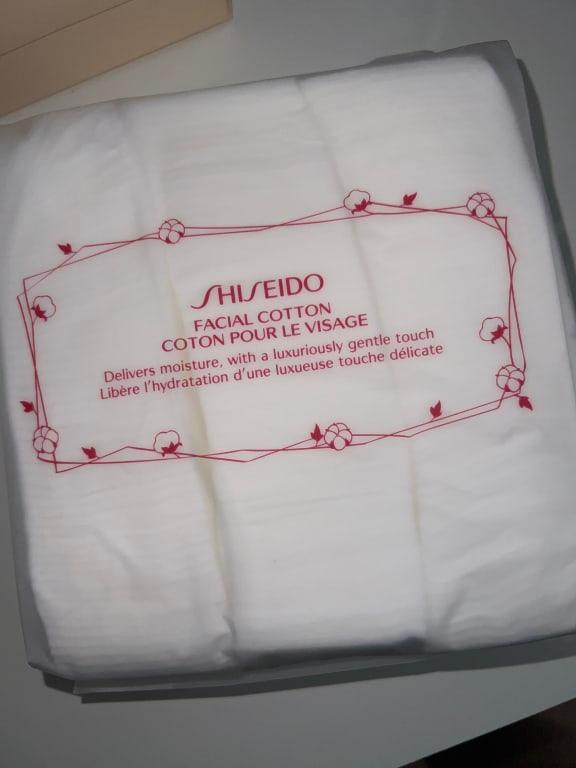 SHISEIDO
FACIAL COTTON
COTON POUR LE VISAGE
Delivers moisture, with a luxuriously gentle touch
Libère l'hydratation d'une luxueuse touche délicate